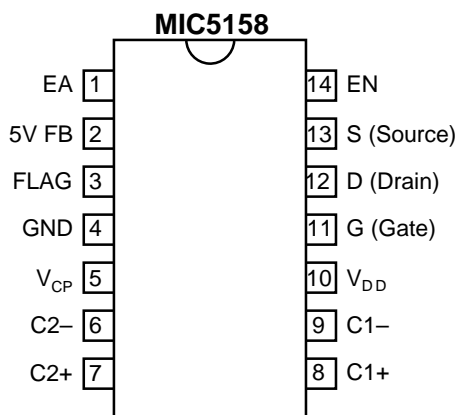 MIC5158
EA 1 14 EN
5V FB 2 13 S (Source)
FLAG 3 12 D (Drain)
GND 4 11 G (Gate)
VCP 5 10 VDD
C2– 6 9 C1–
C2+ 7 8 C1+